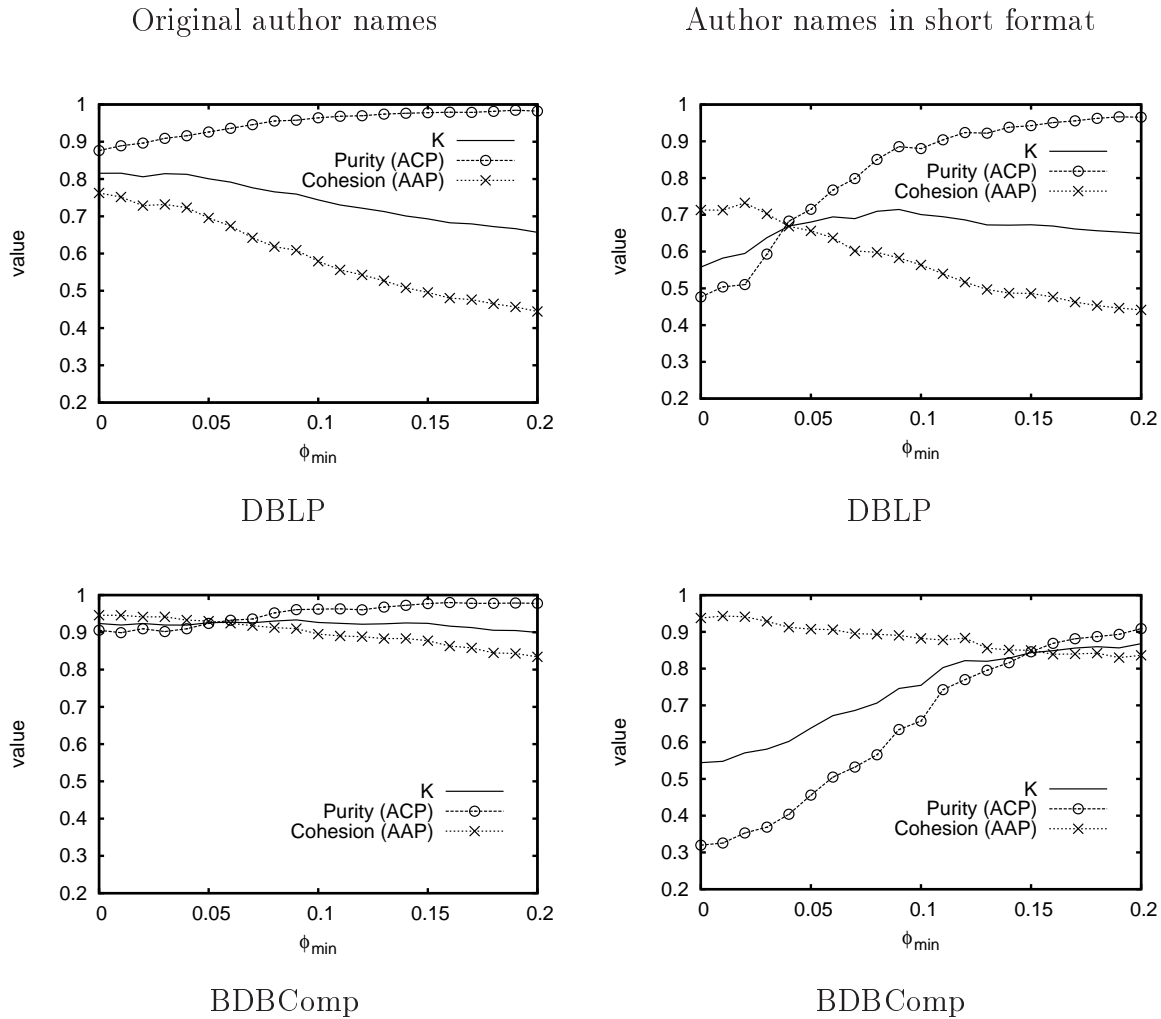 Original author names
Author names in short format
1
0.9
0.8
0.7
0.6
0.5
0.4
0.3
0.2
value
K
Purity (ACP)
Cohesion (AAP)
0 0.05 0.1 0.15 0.2
ϕmin
DBLP
1
0.9
0.8
0.7
0.6
0.5
0.4
0.3
0.2
value
K
Purity (ACP)
Cohesion (AAP)
0 0.05 0.1 0.15 0.2
ϕmin
DBLP
1
0.9
0.8
0.7
0.6
0.5
0.4
0.3
0.2
value
K
Purity (ACP)
Cohesion (AAP)
0 0.05 0.1 0.15 0.2
ϕmin
BDBComp
1
0.9
0.8
0.7
0.6
0.5
0.4
0.3
0.2
value
K
Purity (ACP)
Cohesion (AAP)
0 0.05 0.1 0.15 0.2
ϕmin
BDBComp